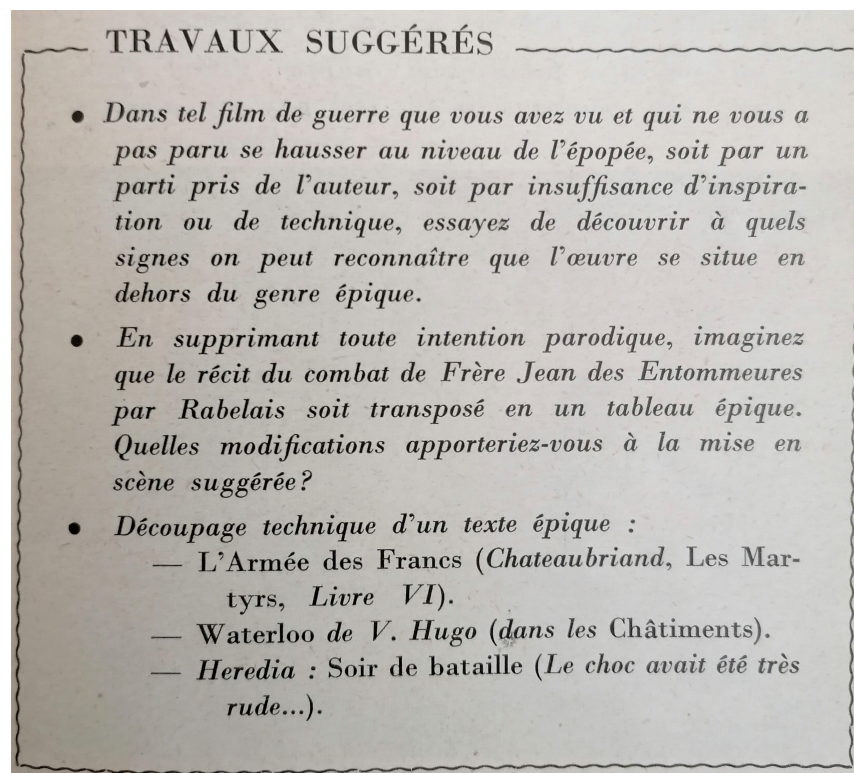 TRAVAUX SUGGÉRÉS
• Dans tel film de guerre que vous avez vu et qui ne vous a
pas paru se hausser au niveau de l'épopée, soit par un
parti pris de l'auteur, soit par insuffisance d'inspira-
tion ou de technique, essayez de découvrir à quels
signes on peut reconnaître que l'œuvre se situe en
dehors du genre épique.
• En supprimant toute intention parodique, imaginez
que le récit du combat de Frère Jean des Entommeures
par Rabelais soit transposé en un tableau épique.
Quelles modifications apporteriez-vous à la mise en
scène suggérée?
• Découpage technique d'un texte épique :
— L'Armée des Francs (Chateaubriand, Les Mar-
tyrs, Livre VI).
— Waterloo de V. Hugo (dans les Châtiments).
— Heredia : Soir de bataille (Le choc avait été très
rude...).